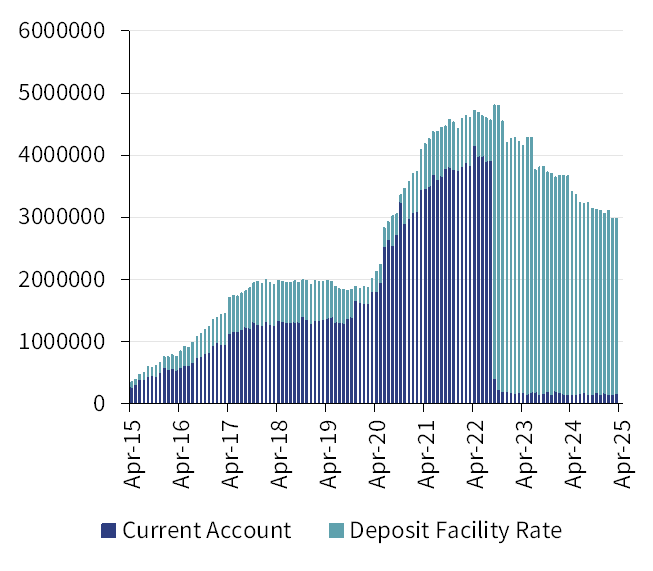 6000000
5000000
4000000
3000000
2000000
1000000
0
Apr-15
Apr-16
Apr-17
Apr-18
Apr-19
Apr-20
Apr-21
Apr-22
Apr-23
Apr-24
Apr-25
Current Account
Deposit Facility Rate